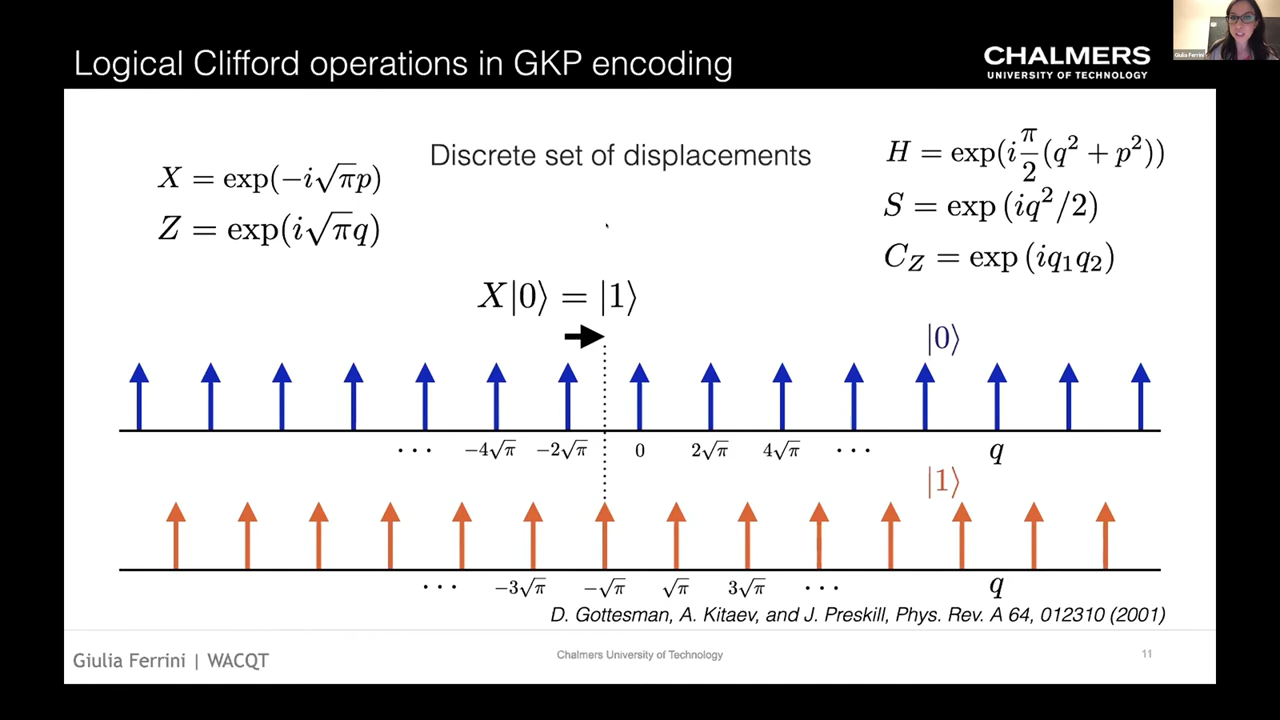 Logical Clifford operations in GKP encoding
CHALMERS
UNIVERSITY OF TECHNOLOGY
Giulia Ferrini
X = exp(−i√πp)
Z = exp(i√πq)
Discrete set of displacements
H = exp(i π/2 (q² + p²))
S = exp (iq²/2)
C_Z = exp (iq₁q₂)
X|0⟩ = |1⟩
|0⟩
··· −4√π −2√π 0 2√π 4√π ··· q
|1⟩
··· −3√π −√π √π 3√π ··· q
D. Gottesman, A. Kitaev, and J. Preskill, Phys. Rev. A 64, 012310 (2001)
Giulia Ferrini | WACQT
Chalmers University of Technology
11